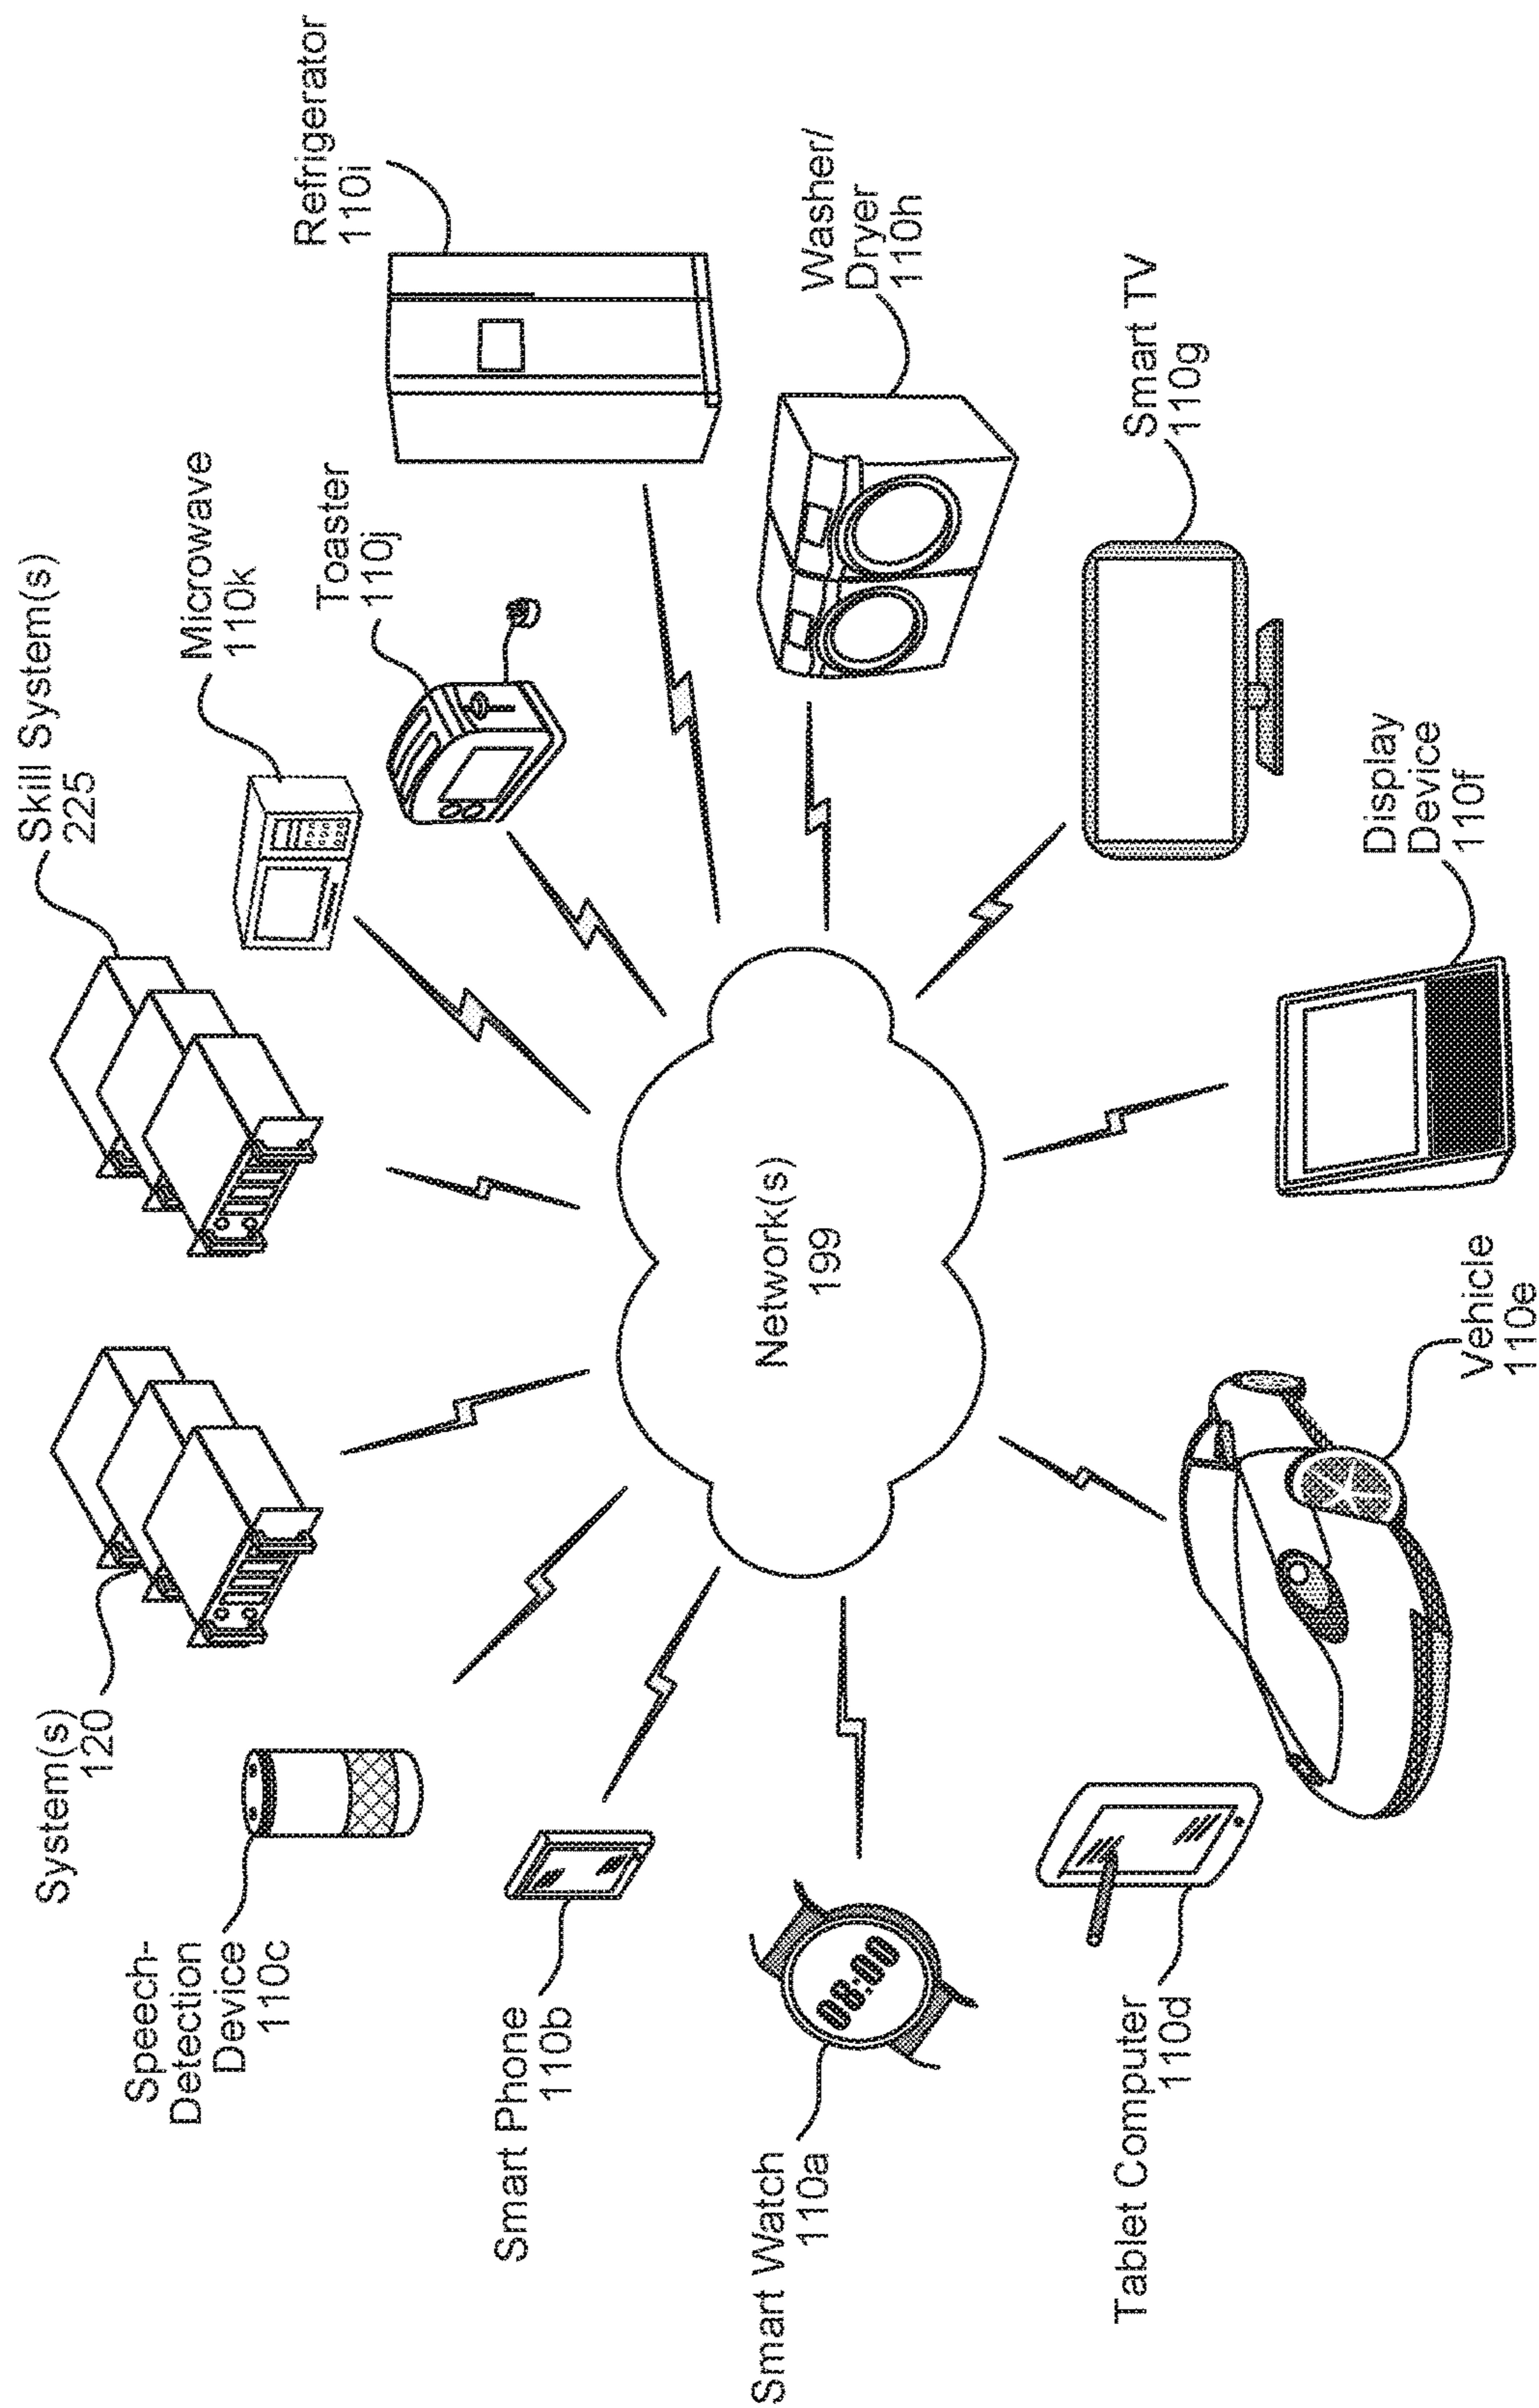 System(s)
120
Skill System(s)
225
Speech-
Detection
Device
110c
Microwave
110k
Toaster
110j
Refrigerator
110i
Smart Phone
110b
Network(s)
199
Smart Watch
110a
08:00
Washer/
Dryer
110h
Tablet Computer
110d
Smart TV
110g
Vehicle
110e
Display
Device
110f